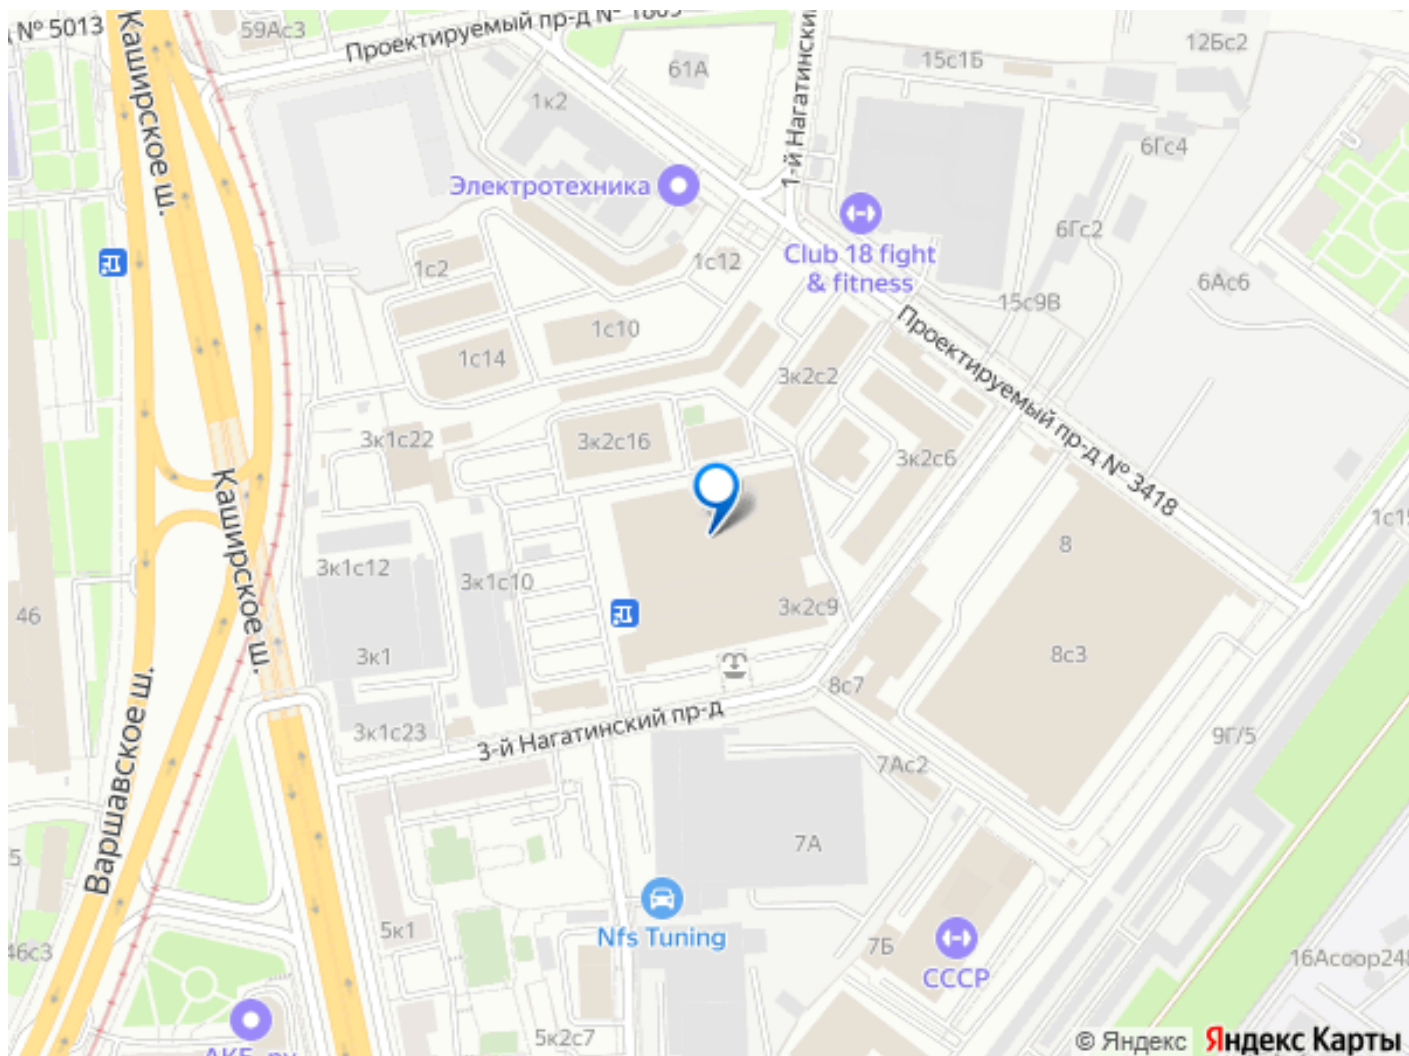 № 5013
59Ас3
Проектируемый пр-д №
Каширское ш.
61А
1-й Нагатинский
15с1Б
12Бс2
1к2
6Гс4
Электротехника
Club 18 fight
& fitness
6Гс2
1с2
1с12
6Ас6
15с9В
1с10
1с14
3к2с2
Проектируемый пр-д № 3418
3к1с22
3к2с16
3к2с6
Каширское ш.
8
3к1с12
3к1с10
3к2с9
46
3к1
8с3
8с7
Варшавское ш.
3к1с23
3-й Нагатинский пр-д
9Г/5
7Ас2
7А
5к1
Nfs Tuning
7Б
СССР
46с3
16Асоор248
5к2с7
© Яндекс Яндекс Карты